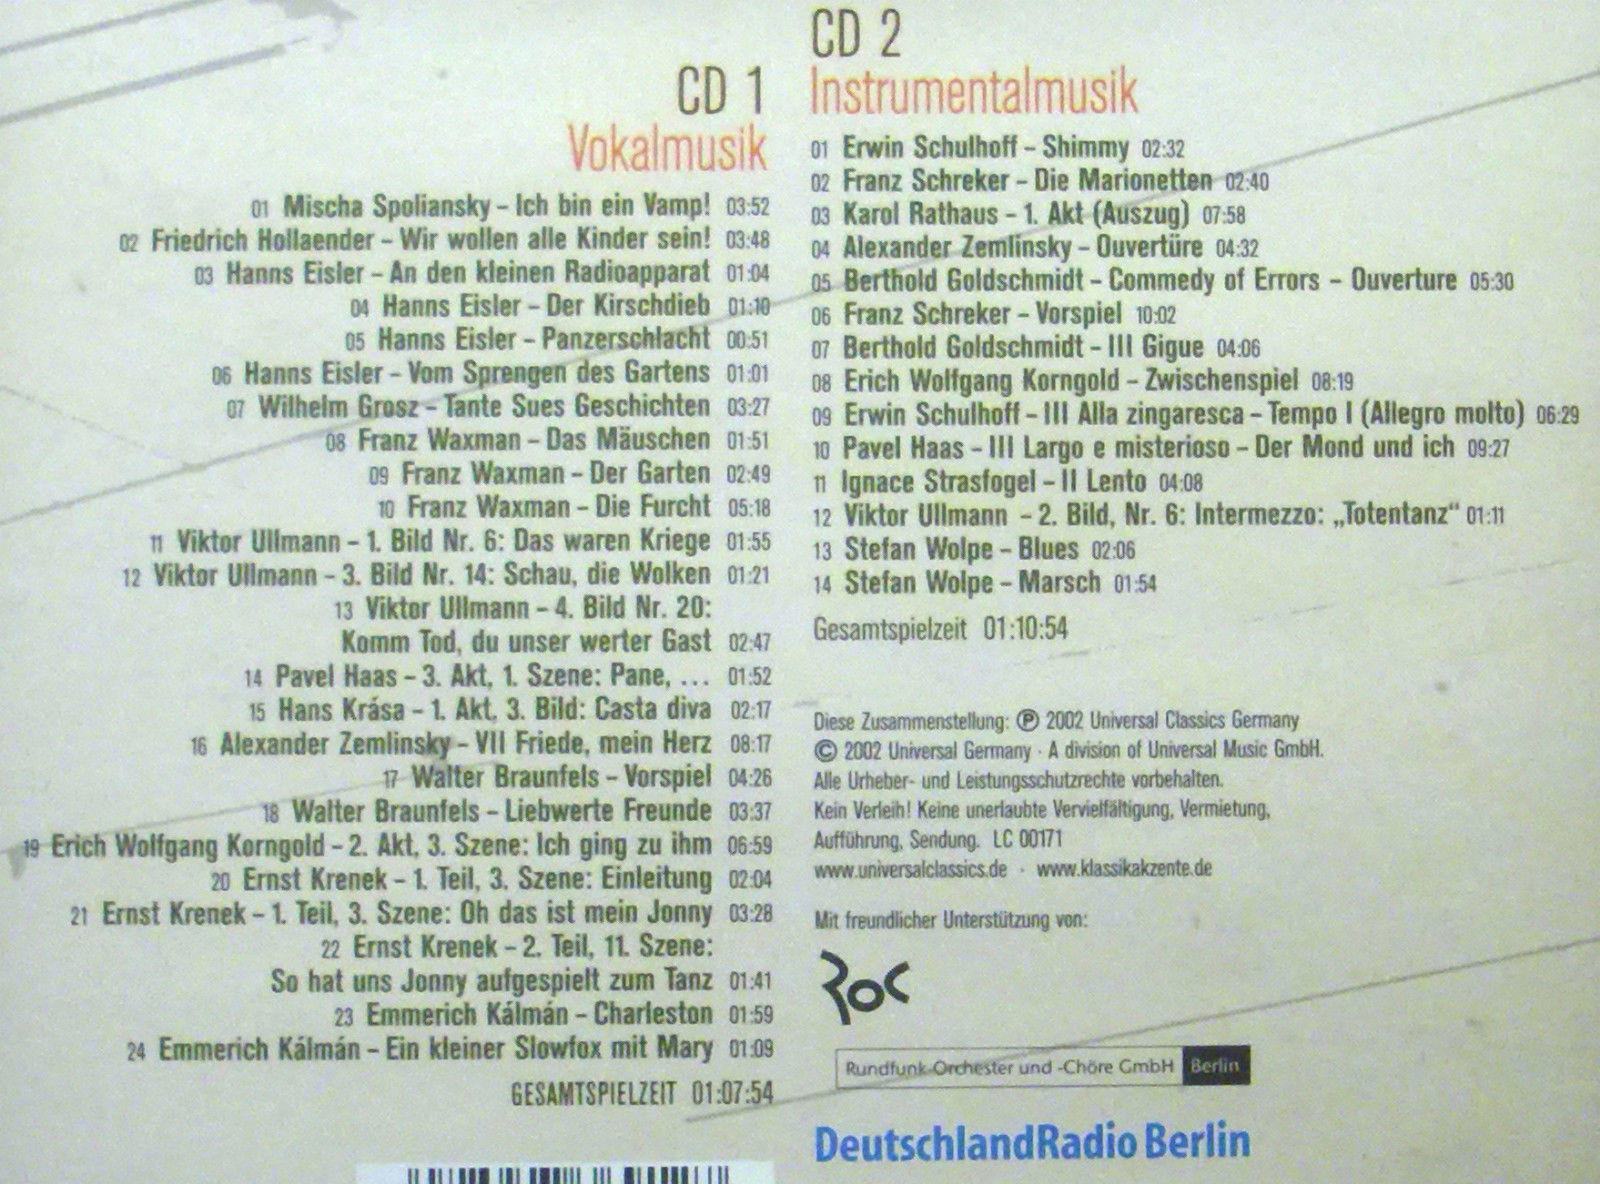 CD 1
Vokalmusik
01 Mischa Spoliansky – Ich bin ein Vamp! 03:52
02 Friedrich Hollaender – Wir wollen alle Kinder sein! 03:48
03 Hanns Eisler – An den kleinen Radioapparat 01:04
04 Hanns Eisler – Der Kirschdieb 01:10
05 Hanns Eisler – Panzerschlacht 00:51
06 Hanns Eisler – Vom Sprengen des Gartens 01:01
07 Wilhelm Grosz – Tante Sues Geschichten 03:27
08 Franz Waxman – Das Mäuschen 01:51
09 Franz Waxman – Der Garten 02:49
10 Franz Waxman – Die Furcht 05:18
11 Viktor Ullmann – 1. Bild Nr. 6: Das waren Kriege 01:55
12 Viktor Ullmann – 3. Bild Nr. 14: Schau, die Wolken 01:21
13 Viktor Ullmann – 4. Bild Nr. 20:
Komm Tod, du unser werter Gast 02:47
14 Pavel Haas – 3. Akt, 1. Szene: Pane, ... 01:52
15 Hans Krása – 1. Akt, 3. Bild: Casta diva 02:17
16 Alexander Zemlinsky – VII Friede, mein Herz 08:17
17 Walter Braunfels – Vorspiel 04:26
18 Walter Braunfels – Liebwerte Freunde 03:37
19 Erich Wolfgang Korngold – 2. Akt, 3. Szene: Ich ging zu ihm 06:59
20 Ernst Krenek – 1. Teil, 3. Szene: Einleitung 02:04
21 Ernst Krenek – 1. Teil, 3. Szene: Oh das ist mein Jonny 03:28
22 Ernst Krenek – 2. Teil, 11. Szene:
So hat uns Jonny aufgespielt zum Tanz 01:41
23 Emmerich Kálmán – Charleston 01:59
24 Emmerich Kálmán – Ein kleiner Slowfox mit Mary 01:09
GESAMTSPIELZEIT 01:07:54
CD 2
Instrumentalmusik
01 Erwin Schulhoff – Shimmy 02:32
02 Franz Schreker – Die Marionetten 02:40
03 Karol Rathaus – 1. Akt (Auszug) 07:58
04 Alexander Zemlinsky – Ouvertüre 04:32
05 Berthold Goldschmidt – Commedy of Errors – Ouverture 05:30
06 Franz Schreker – Vorspiel 10:02
07 Berthold Goldschmidt – III Gigue 04:06
08 Erich Wolfgang Korngold – Zwischenspiel 08:19
09 Erwin Schulhoff – III Alla zingaresca – Tempo I (Allegro molto) 06:29
10 Pavel Haas – III Largo e misterioso – Der Mond und ich 09:27
11 Ignace Strasfogel – II Lento 04:08
12 Viktor Ullmann – 2. Bild, Nr. 6: Intermezzo: „Totentanz“ 01:11
13 Stefan Wolpe – Blues 02:06
14 Stefan Wolpe – Marsch 01:54
Gesamtspielzeit 01:10:54
Diese Zusammenstellung: ℗ 2002 Universal Classics Germany
© 2002 Universal Germany · A division of Universal Music GmbH.
Alle Urheber- und Leistungsschutzrechte vorbehalten.
Kein Verleih! Keine unerlaubte Vervielfältigung, Vermietung,
Aufführung, Sendung. LC 00171
www.universalclassics.de · www.klassikakzente.de
Mit freundlicher Unterstützung von:
ROC
Rundfunk-Orchester und -Chöre GmbH Berlin
DeutschlandRadio Berlin